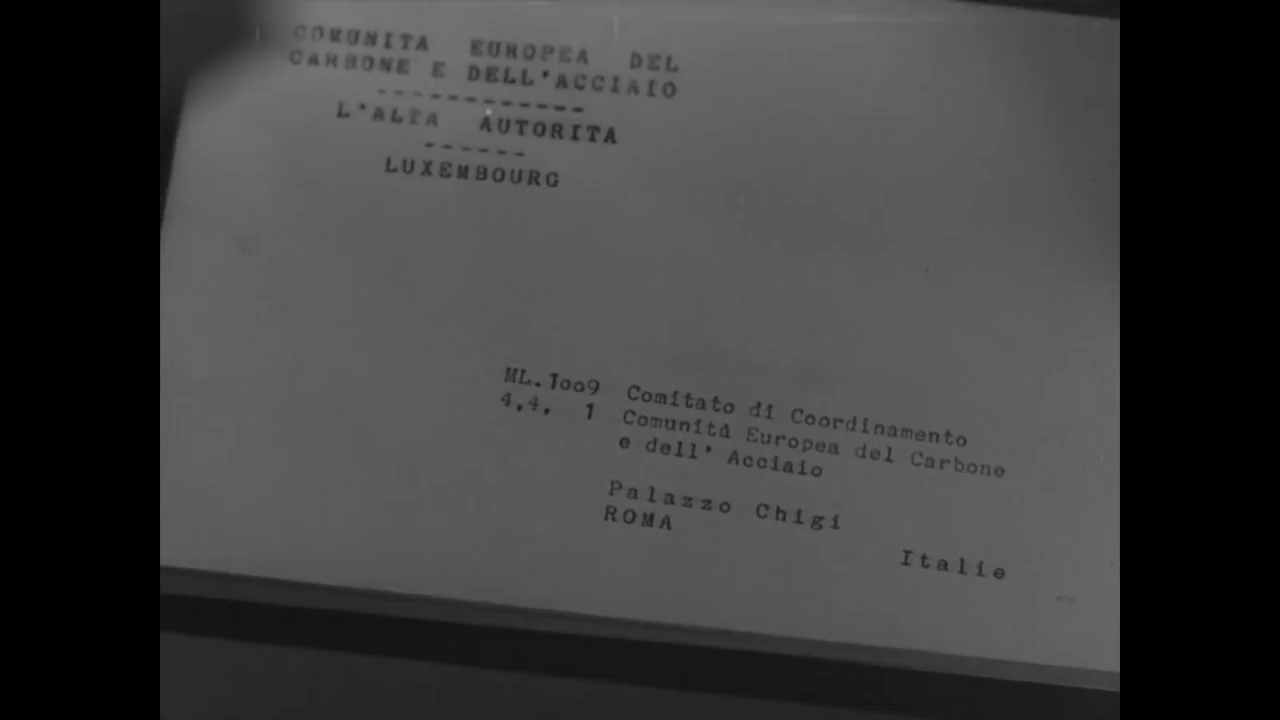 COMUNITA EUROPEA DEL
CARBONE E DELL'ACCIAIO
------------
L'ALTA AUTORITA
------
LUXEMBOURG
ML.1oo9 Comitato di Coordinamento
4,4, 1 Comunità Europea del Carbone
e dell' Acciaio
Palazzo Chigi
ROMA
Italie